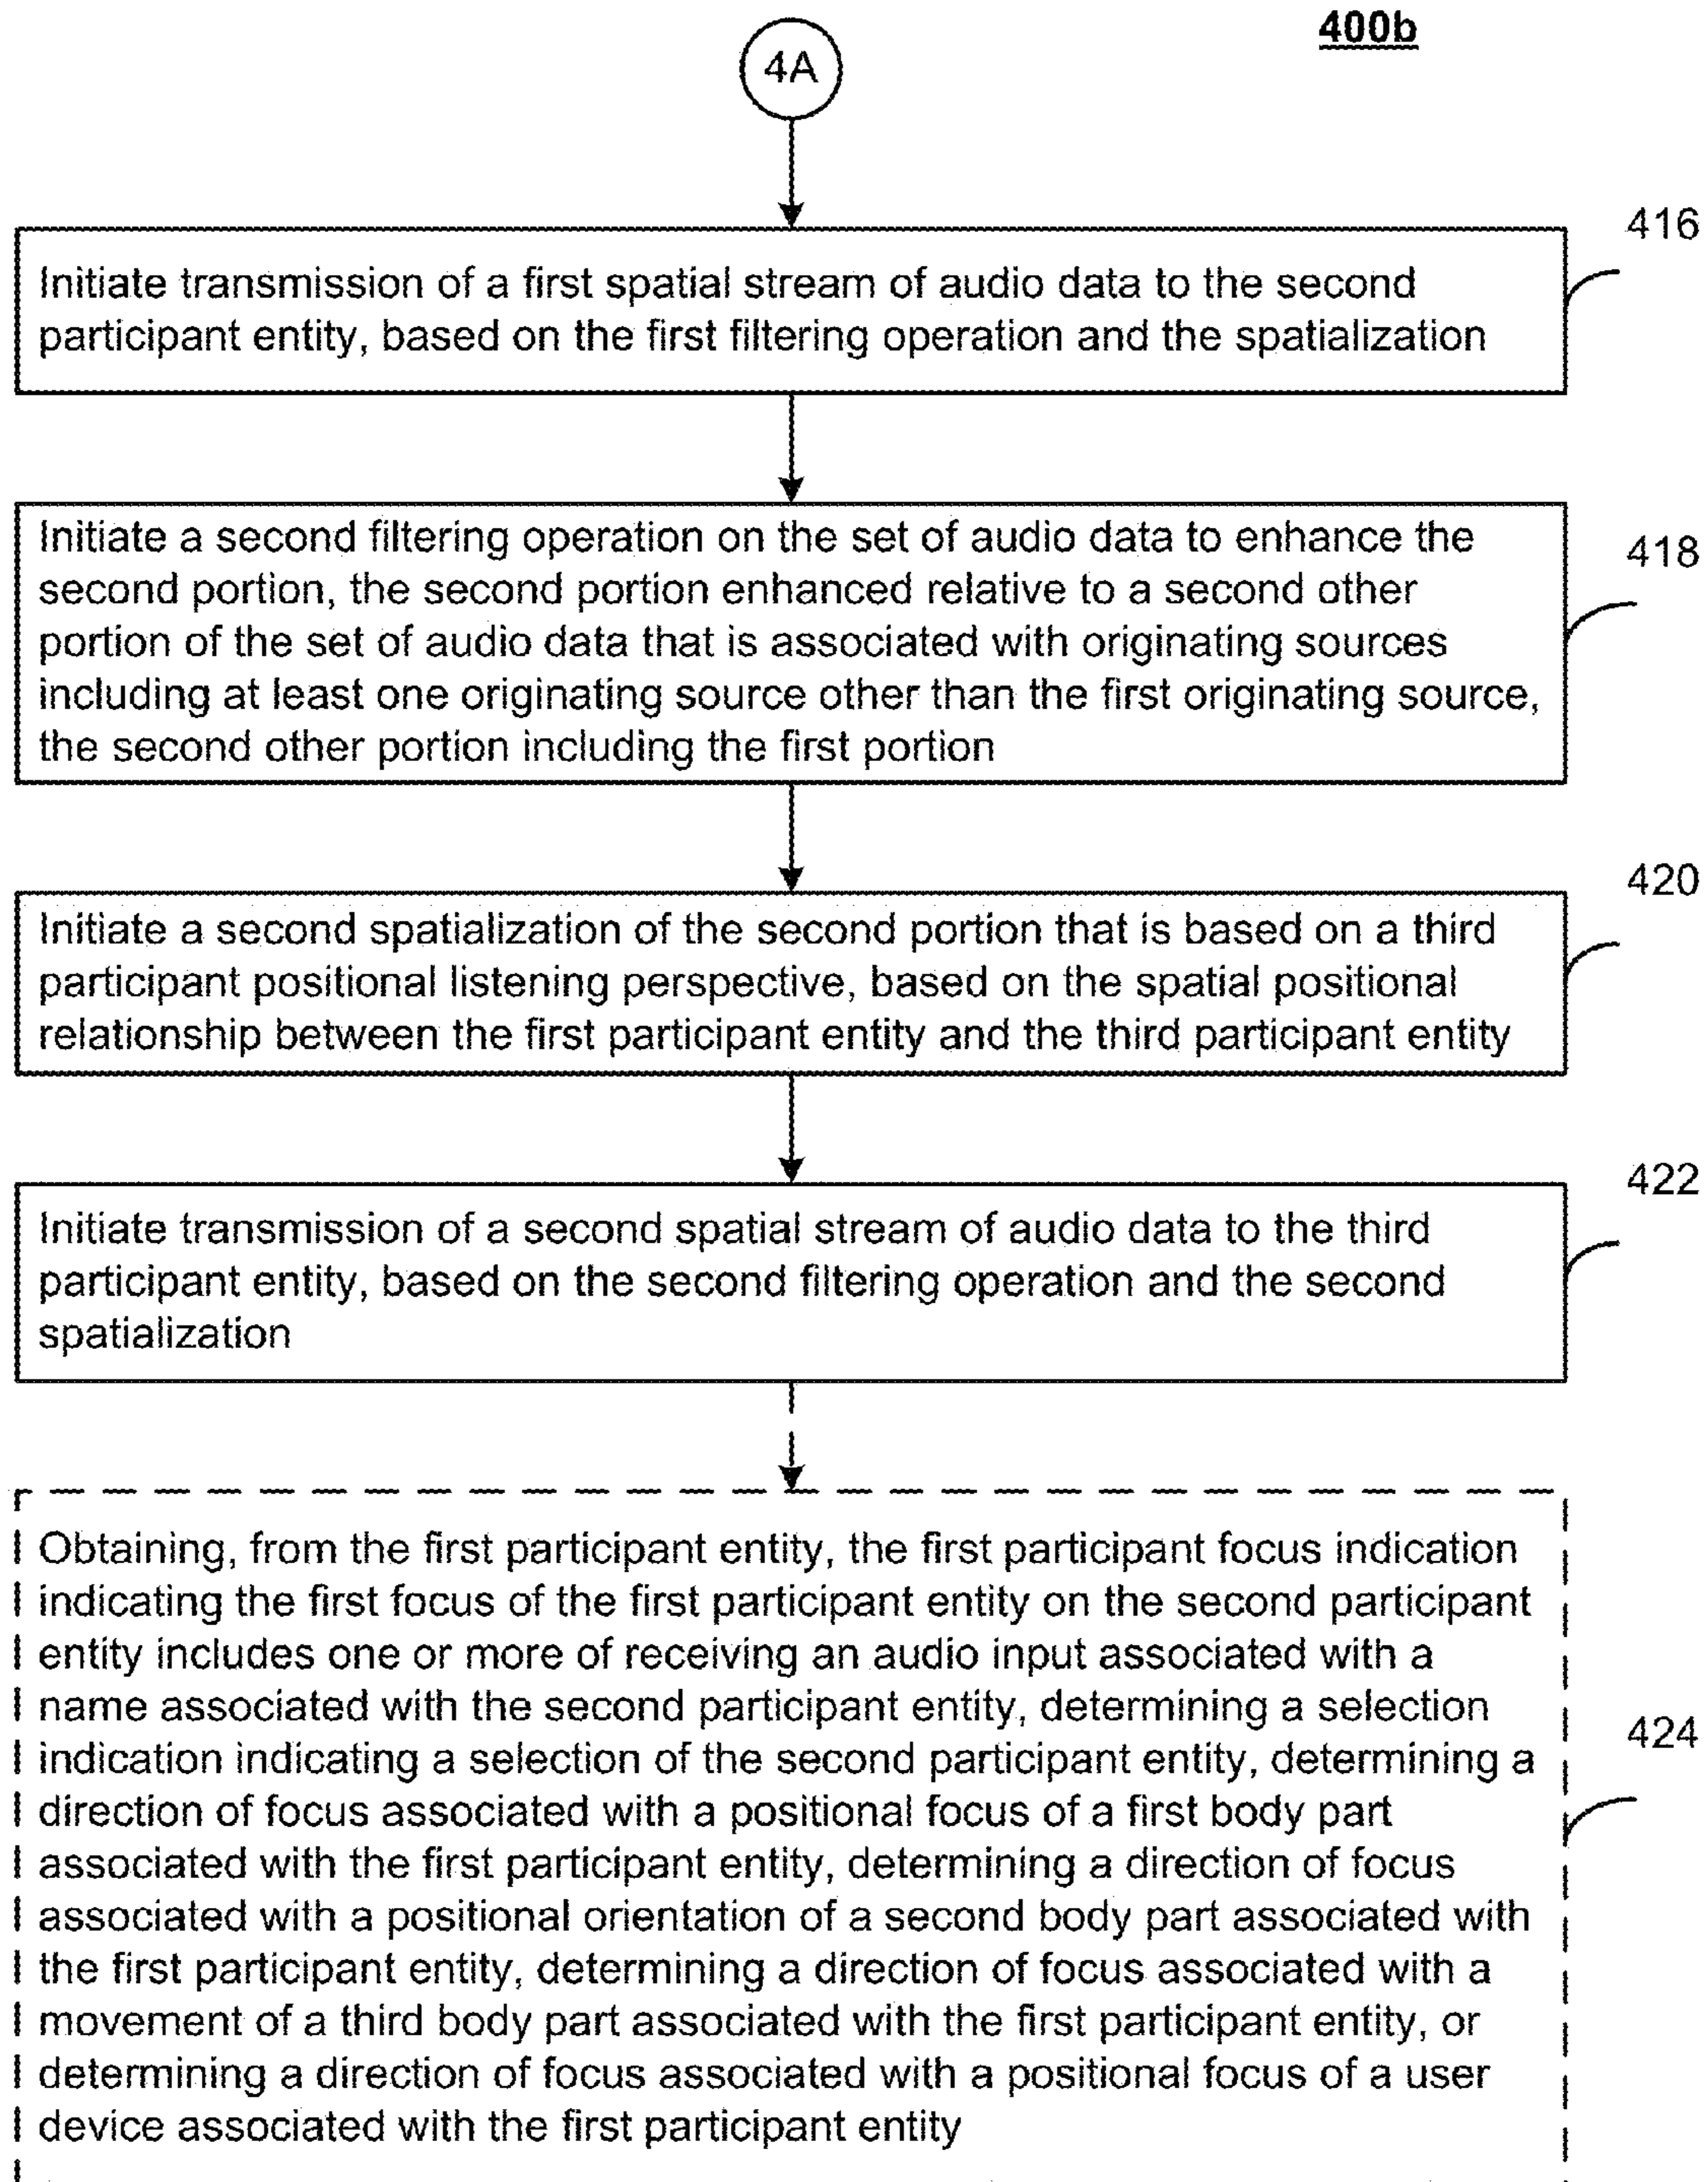 400b
4A
416
Initiate transmission of a first spatial stream of audio data to the second
participant entity, based on the first filtering operation and the spatialization
418
Initiate a second filtering operation on the set of audio data to enhance the
second portion, the second portion enhanced relative to a second other
portion of the set of audio data that is associated with originating sources
including at least one originating source other than the first originating source,
the second other portion including the first portion
420
Initiate a second spatialization of the second portion that is based on a third
participant positional listening perspective, based on the spatial positional
relationship between the first participant entity and the third participant entity
422
Initiate transmission of a second spatial stream of audio data to the third
participant entity, based on the second filtering operation and the second
spatialization
424
Obtaining, from the first participant entity, the first participant focus indication
indicating the first focus of the first participant entity on the second participant
entity includes one or more of receiving an audio input associated with a
name associated with the second participant entity, determining a selection
indication indicating a selection of the second participant entity, determining a
direction of focus associated with a positional focus of a first body part
associated with the first participant entity, determining a direction of focus
associated with a positional orientation of a second body part associated with
the first participant entity, determining a direction of focus associated with a
movement of a third body part associated with the first participant entity, or
determining a direction of focus associated with a positional focus of a user
device associated with the first participant entity